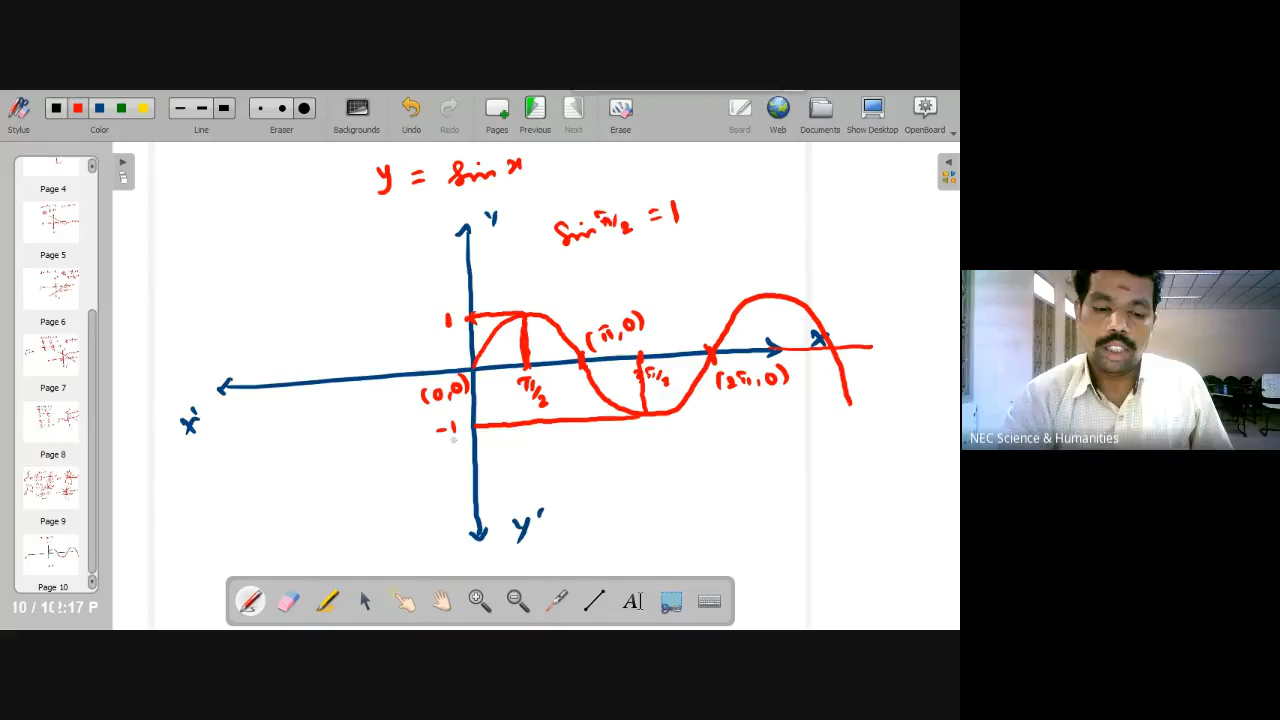 Stylus
Color
Line
Eraser
Backgrounds
Undo
Redo
Pages
Previous
Next
Erase
Board
Web
Documents
Show Desktop
OpenBoard
Page 4
Page 5
Page 6
Page 7
Page 8
Page 9
Page 10
y = sin x
sin π/2 = 1
Y
1
(π, 0)
X
(0, 0)
π/2
3π/2
(2π, 0)
X'
-1
Y'
NEC Science & Humanities